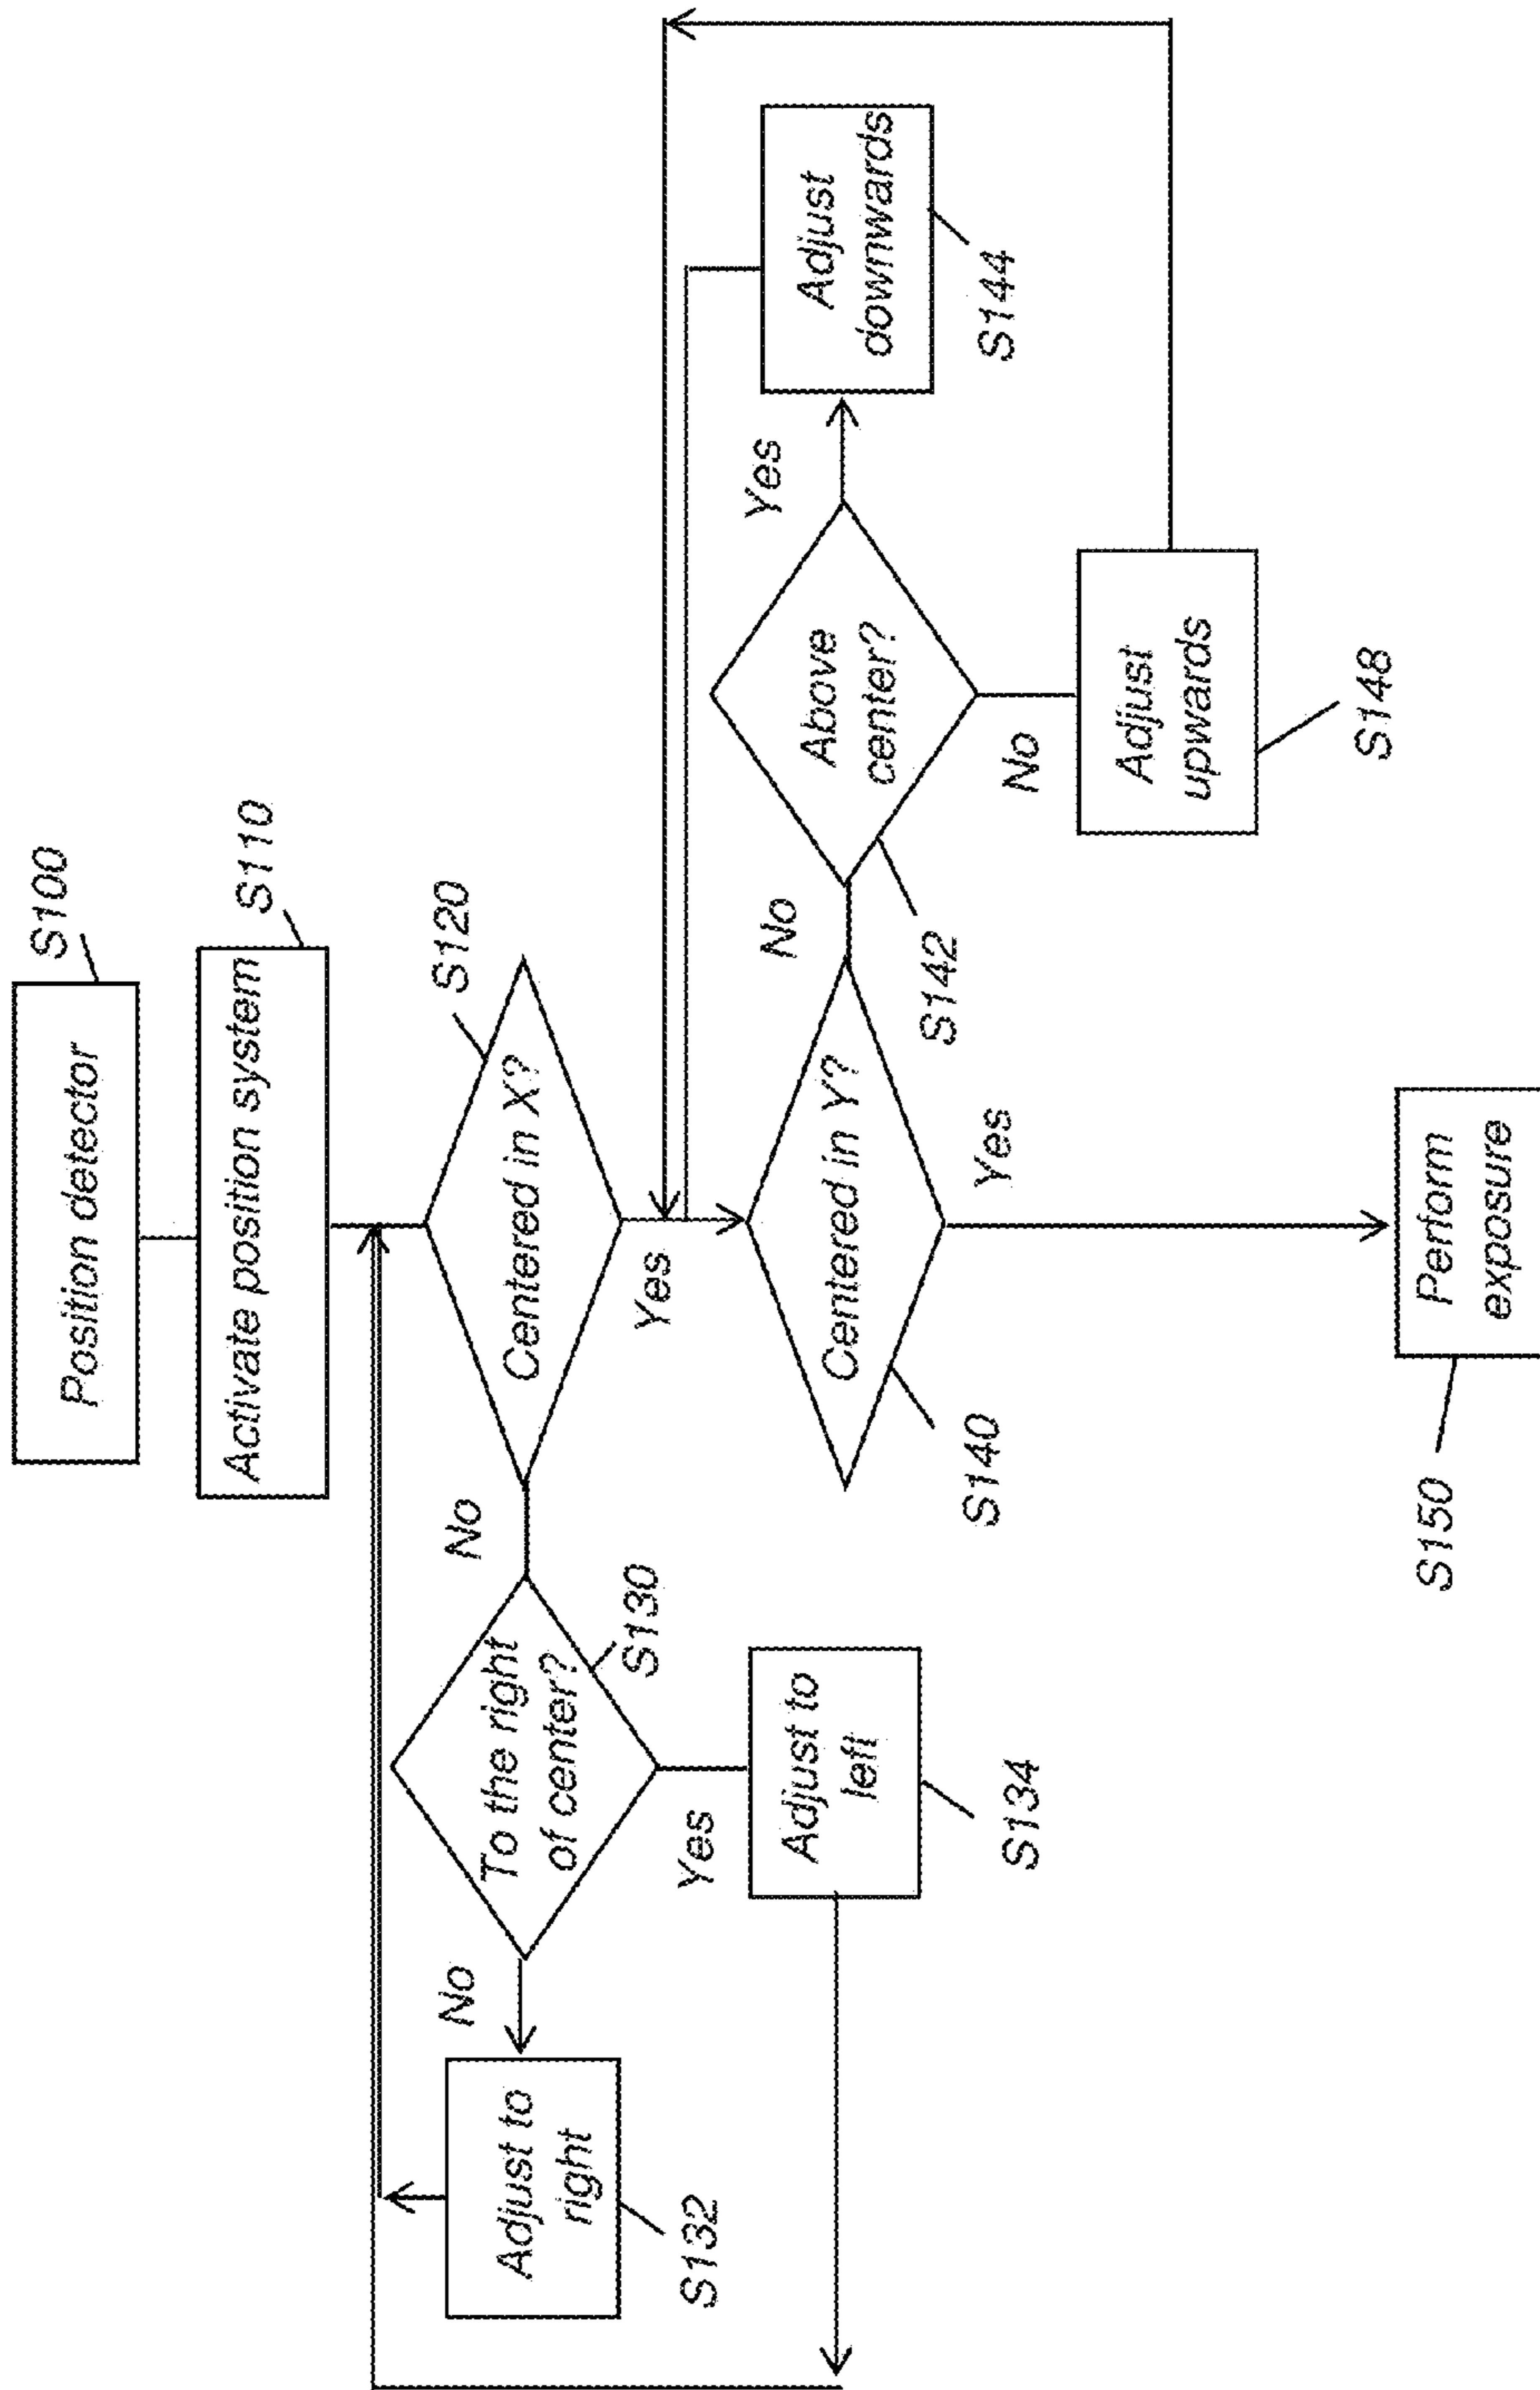 Position detector
S100
Activate position system
S110
Centered in X?
S120
No
Yes
To the right
of center?
S130
No
Yes
Adjust to
right
S132
Adjust to
left
S134
Centered in Y?
S140
No
Yes
Above
center?
S142
Yes
No
Adjust
downwards
S144
Adjust
upwards
S148
Perform
exposure
S150